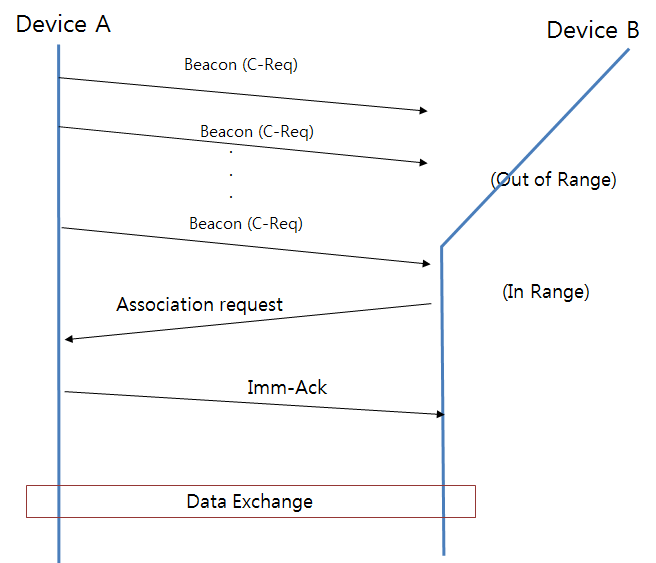 Device A
Device B
Beacon (C-Req)
Beacon (C-Req)
.
.
.
(Out of Range)
Beacon (C-Req)
(In Range)
Association request
Imm-Ack
Data Exchange